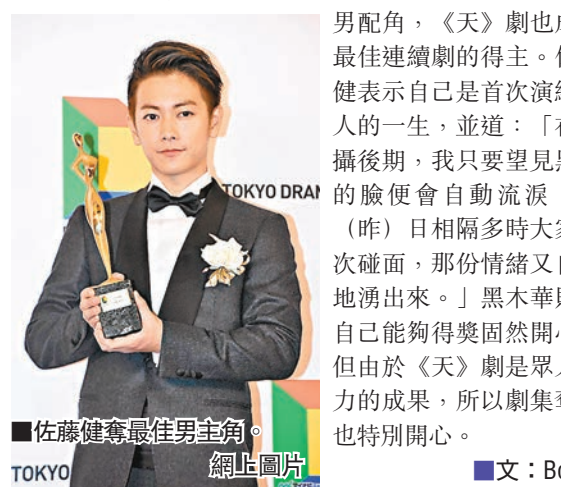 TOKYO DRA
TOKYO
■佐藤健奪最佳男主角。
網上圖片
男配角，《天》劇也
最佳連續劇的得主。
健表示自己是首次演
人的一生，並道：「
攝後期，我只要望見
的臉便會自動流淚
（昨）日相隔多時大
次碰面，那份情緒又
地湧出來。」黑木華
自己能夠得獎固然開
但由於《天》劇是眾
力的成果，所以劇集
也特別開心。
■文：Bo